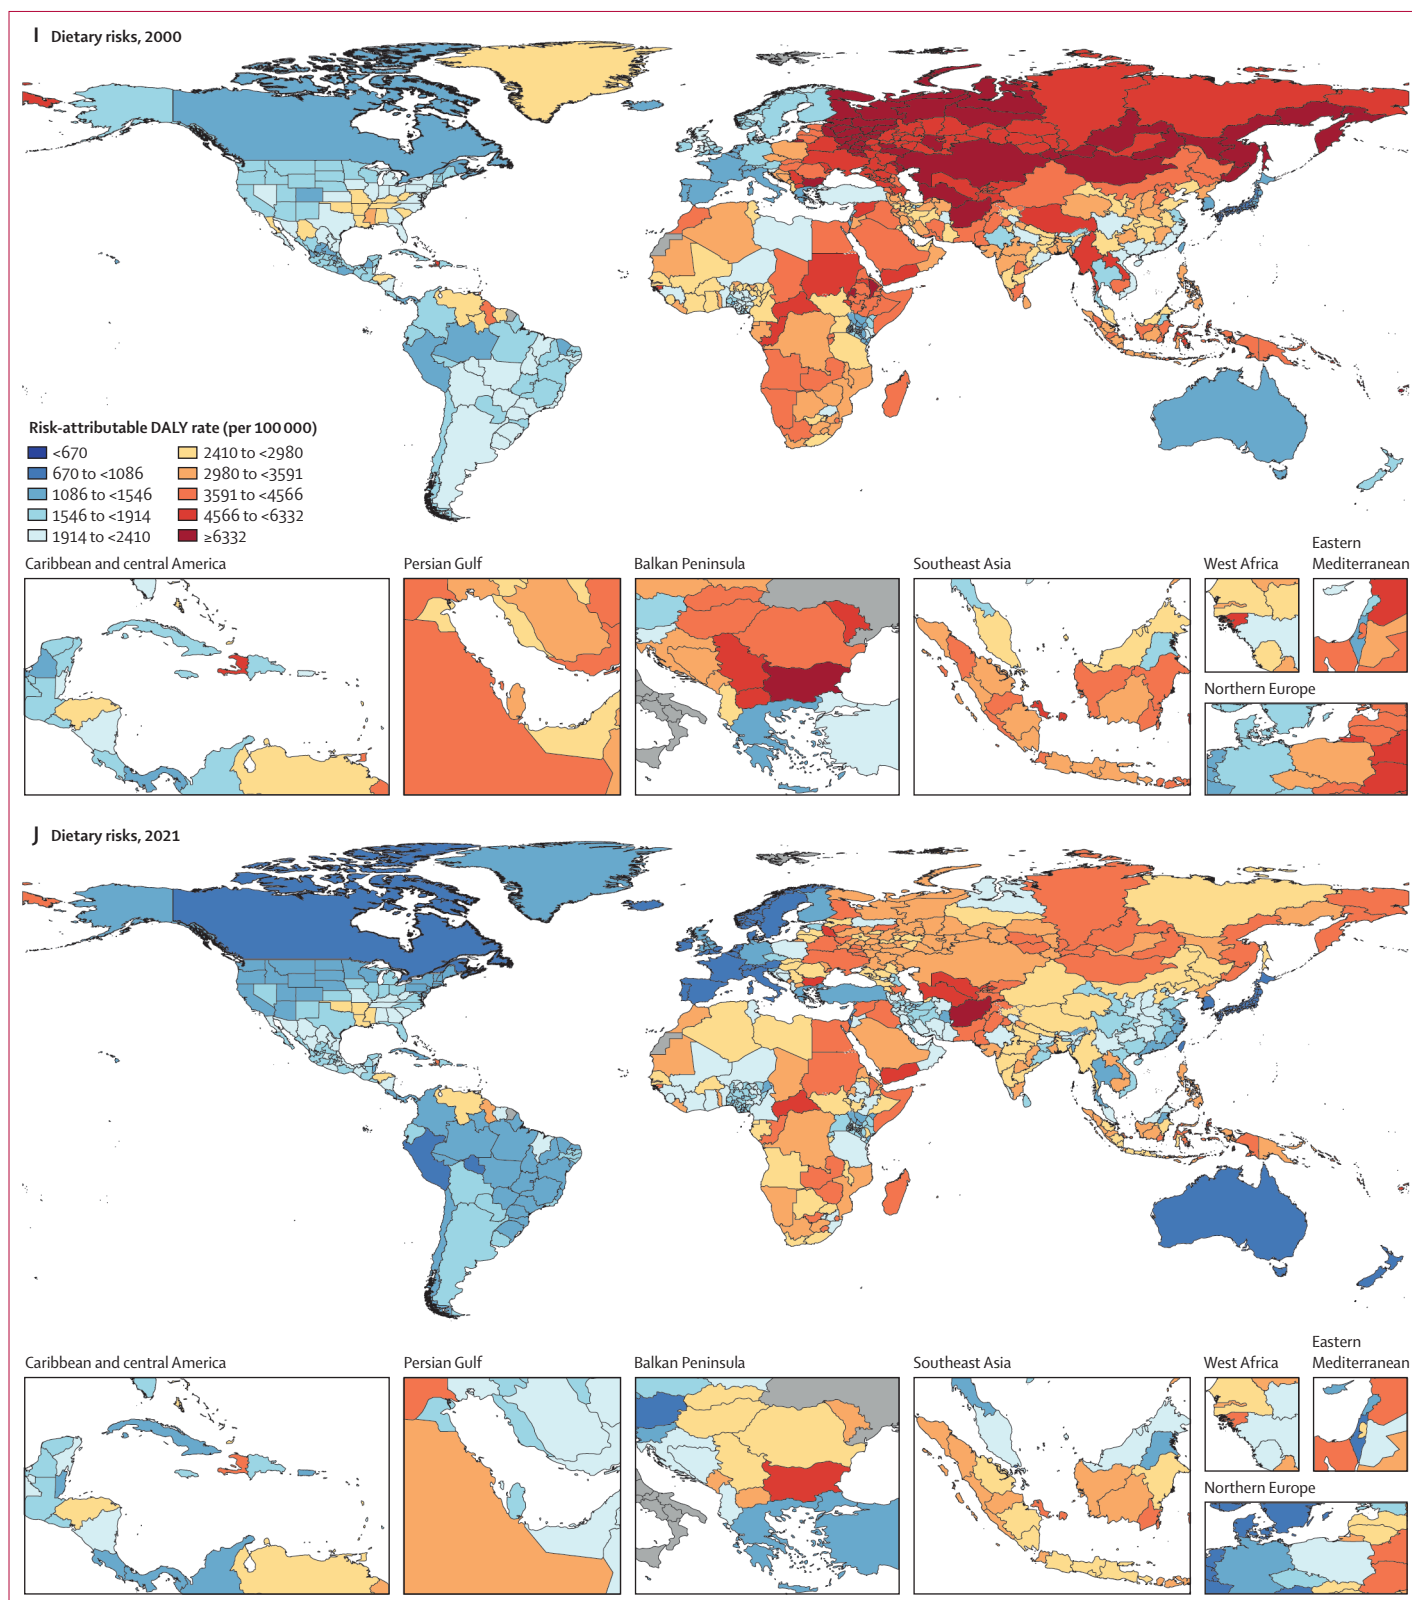 I Dietary risks, 2000
Risk-attributable DALY rate (per 100 000)
<670
670 to <1086
1086 to <1546
1546 to <1914
1914 to <2410
2410 to <2980
2980 to <3591
3591 to <4566
4566 to <6332
≥6332
Caribbean and central America
Persian Gulf
Balkan Peninsula
Southeast Asia
West Africa
Eastern
Mediterranean
Northern Europe
J Dietary risks, 2021
Caribbean and central America
Persian Gulf
Balkan Peninsula
Southeast Asia
West Africa
Eastern
Mediterranean
Northern Europe